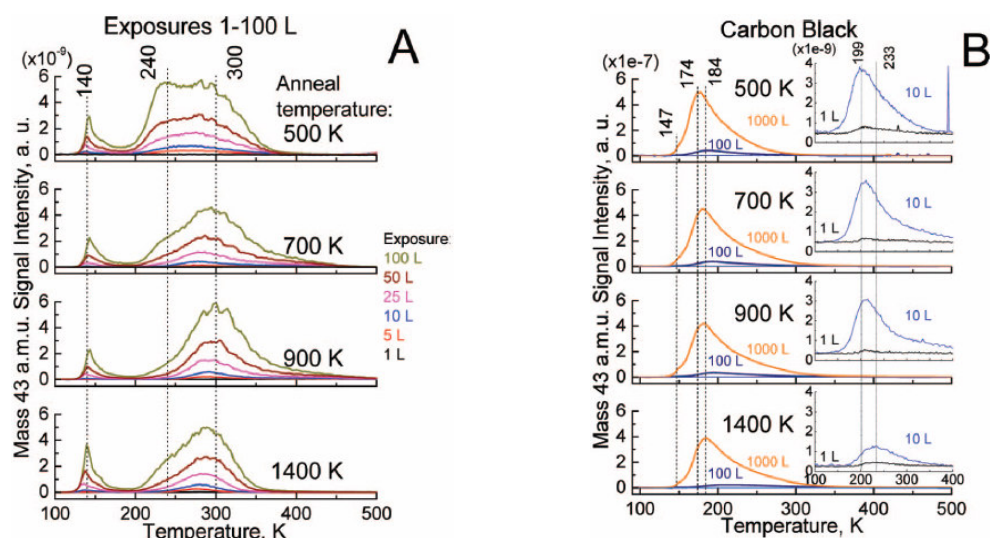 Exposures 1-100 L
A
(x10⁻⁹)
140
240
300
Anneal
temperature:
500 K
6
4
2
0
700 K
6
4
2
0
Exposure:
100 L
50 L
25 L
10 L
5 L
1 L
900 K
6
4
2
0
1400 K
6
4
2
0
100 200 300 400 500
Temperature, K
Mass 43 a.m.u. Signal Intensity, a. u.
Carbon Black
B
(x1e-7)
147
174
184
(x1e-9)
199
233
500 K
1000 L
100 L
6
4
2
0
10 L
1 L
4
3
2
1
0
700 K
1000 L
100 L
6
4
2
0
10 L
1 L
4
3
2
1
0
900 K
1000 L
100 L
6
4
2
0
10 L
1 L
4
3
2
1
0
1400 K
1000 L
100 L
6
4
2
0
10 L
1 L
4
3
2
1
0
100 200 300 400
100 200 300 400 500
Temperature, K
Mass 43 a.m.u. Signal Intensity, a. u.